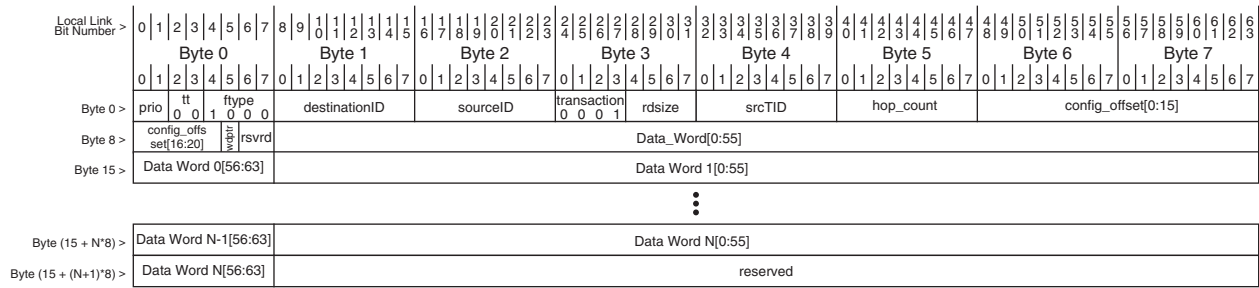 Local Link
Bit Number >
0 1 2 3 4 5 6 7 8 9 10 11 12 13 14 15 16 17 18 19 20 21 22 23 24 25 26 27 28 29 30 31 32 33 34 35 36 37 38 39 40 41 42 43 44 45 46 47 48 49 50 51 52 53 54 55 56 57 58 59 60 61 62 63
Byte 0 Byte 1 Byte 2 Byte 3 Byte 4 Byte 5 Byte 6 Byte 7
0 1 2 3 4 5 6 7 0 1 2 3 4 5 6 7 0 1 2 3 4 5 6 7 0 1 2 3 4 5 6 7 0 1 2 3 4 5 6 7 0 1 2 3 4 5 6 7 0 1 2 3 4 5 6 7 0 1 2 3 4 5 6 7
Byte 0 > prio tt ftype destinationID sourceID transaction rdsize srcTID hop_count config_offset[0:15]
0 0 1 0 0 0 0 0 0 1
Byte 8 > config_offs wdptr rsvrd Data_Word[0:55]
set[16:20]
Byte 15 > Data Word 0[56:63] Data Word 1[0:55]
Byte (15 + N*8) > Data Word N-1[56:63] Data Word N[0:55]
Byte (15 + (N+1)*8) > Data Word N[56:63] reserved